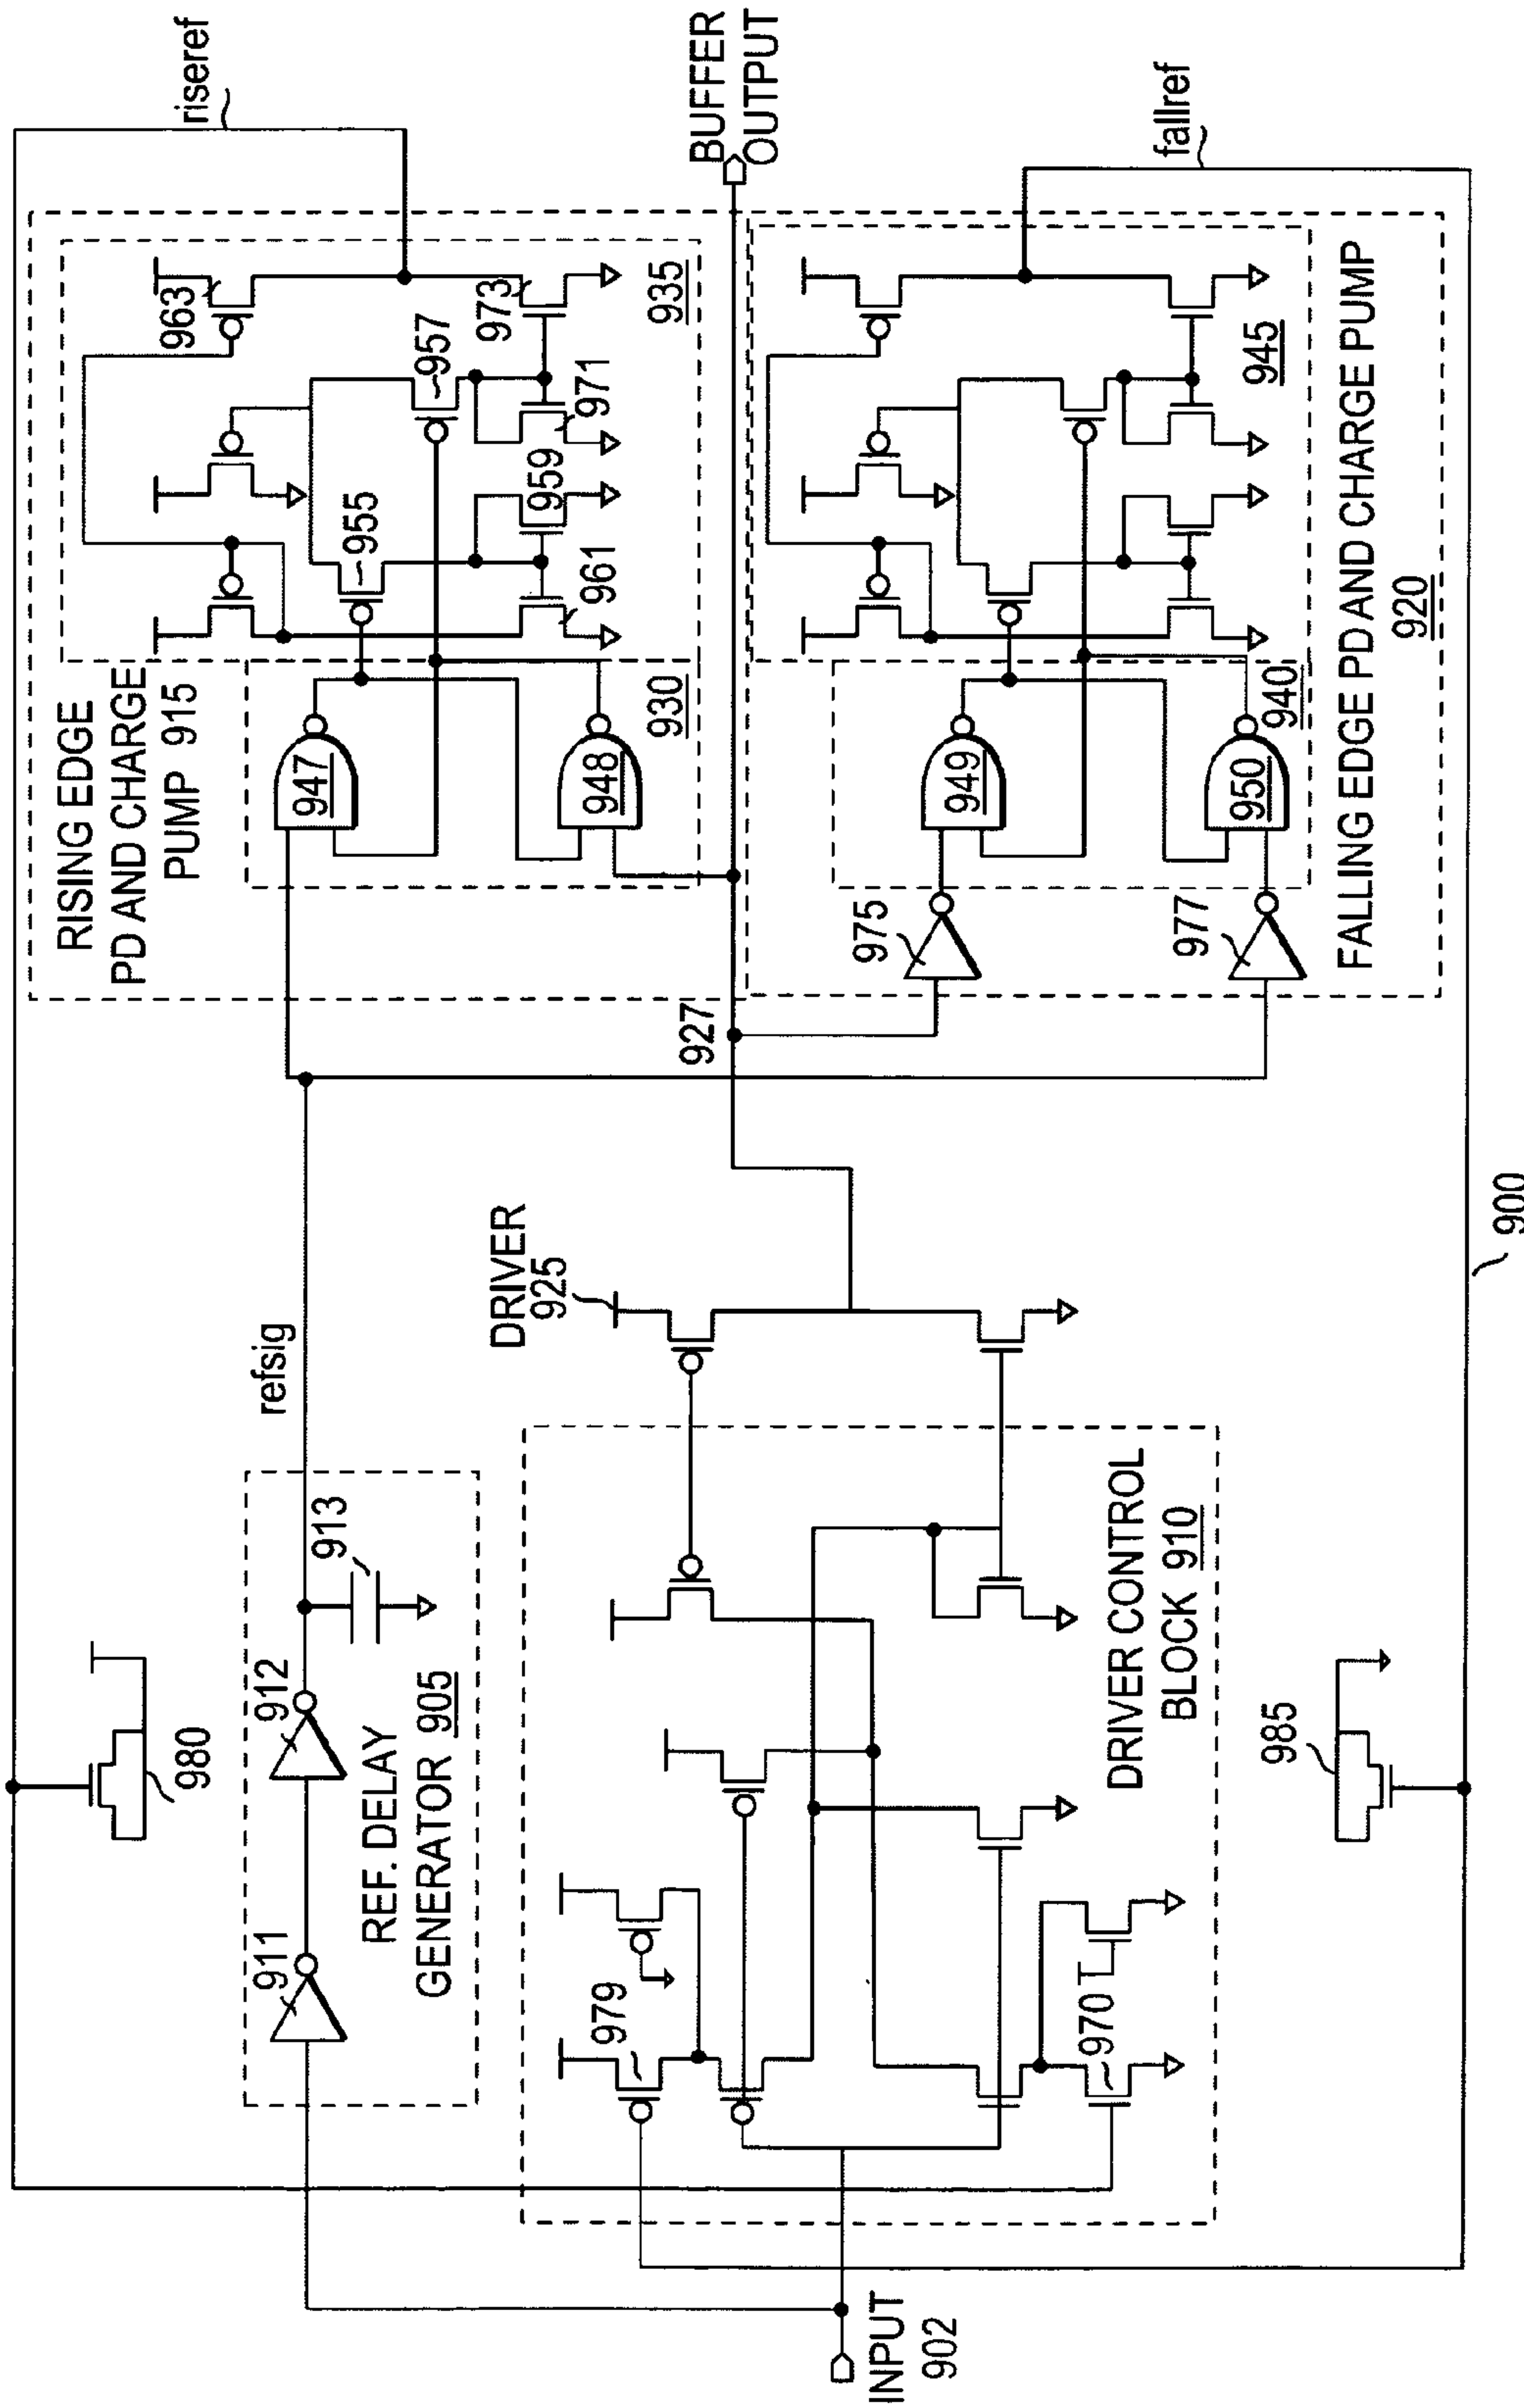 riseref
RISING EDGE
PD AND CHARGE
PUMP 915
963
973
935
957
971
955
959
961
930
947
948
BUFFER
OUTPUT
927
fallref
945
940
949
950
975
977
FALLING EDGE PD AND CHARGE PUMP
920
refsig
DRIVER
925
980
911
912
913
REF. DELAY
GENERATOR 905
979
970
DRIVER CONTROL
BLOCK 910
985
INPUT
902
900